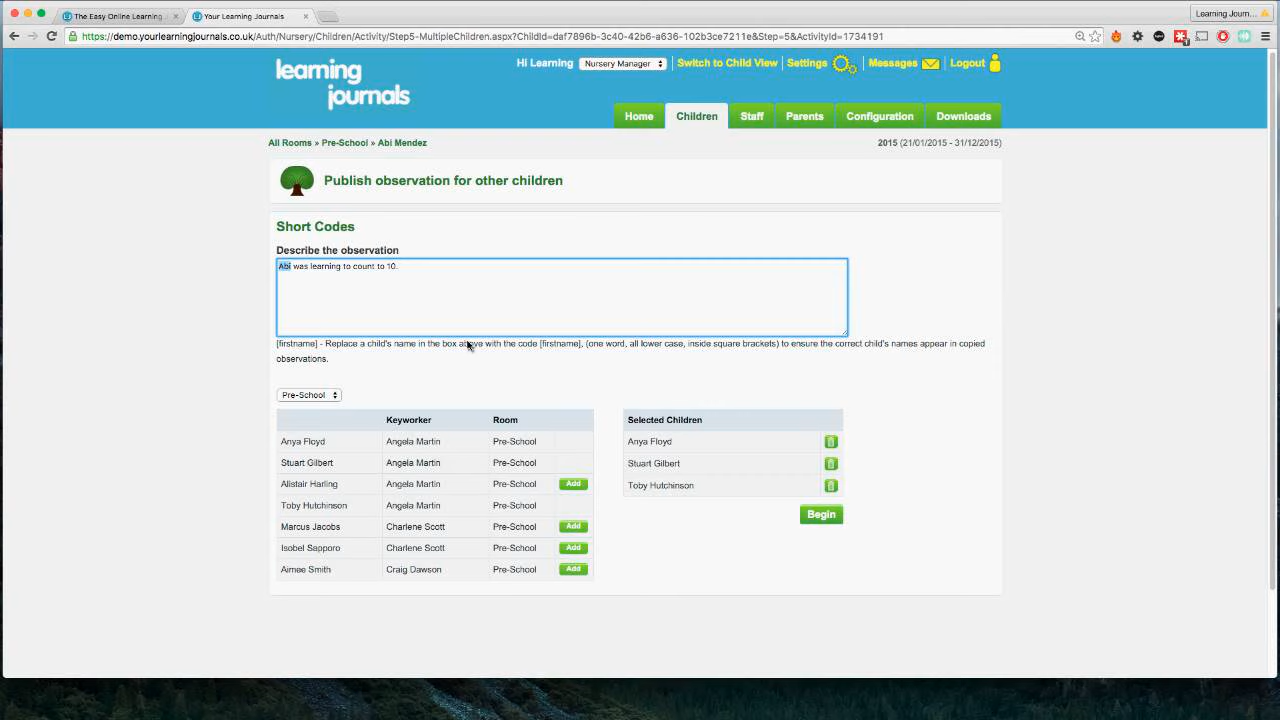 The Easy Online Learning
Your Learning Journals
Learning Journ...
https://demo.yourlearningjournals.co.uk/Auth/Nursery/Children/Activity/Step5-MultipleChildren.aspx?ChildId=daf7896b-3c40-42b6-a636-102b3ce7211e&Step=5&ActivityId=1734191
learning journals
Hi Learning Nursery Manager Switch to Child View Settings Messages Logout
Home Children Staff Parents Configuration Downloads
All Rooms » Pre-School » Abi Mendez 2015 (21/01/2015 - 31/12/2015)
Publish observation for other children
Short Codes
Describe the observation
Abi was learning to count to 10.
[firstname] - Replace a child's name in the box above with the code [firstname], (one word, all lower case, inside square brackets) to ensure the correct child's names appear in copied
observations.
Pre-School
Keyworker Room Selected Children
Anya Floyd Angela Martin Pre-School Anya Floyd
Stuart Gilbert Angela Martin Pre-School Stuart Gilbert
Alistair Harling Angela Martin Pre-School Add Toby Hutchinson
Toby Hutchinson Angela Martin Pre-School Begin
Marcus Jacobs Charlene Scott Pre-School Add
Isobel Sapporo Charlene Scott Pre-School Add
Aimee Smith Craig Dawson Pre-School Add